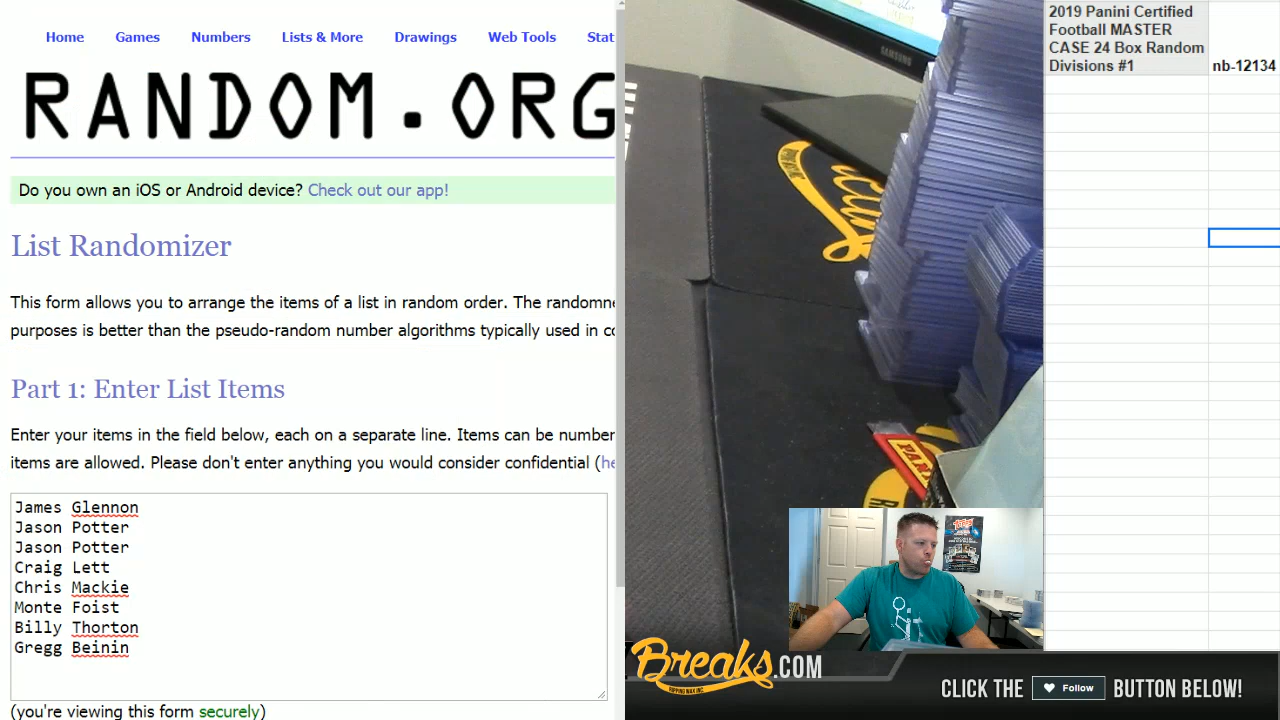 Home Games Numbers Lists & More Drawings Web Tools Stat
RANDOM.ORG
Do you own an iOS or Android device? Check out our app!
List Randomizer
This form allows you to arrange the items of a list in random order. The randomne
purposes is better than the pseudo-random number algorithms typically used in co
Part 1: Enter List Items
Enter your items in the field below, each on a separate line. Items can be number
items are allowed. Please don't enter anything you would consider confidential (he
James Glennon
Jason Potter
Jason Potter
Craig Lett
Chris Mackie
Monte Foist
Billy Thorton
Gregg Beinin
(you're viewing this form securely)
SAMSUNG
Topps
Breaks.COM
RIPPING WAX INC.
CLICK THE Follow BUTTON BELOW!
2019 Panini Certified
Football MASTER
CASE 24 Box Random
Divisions #1
nb-12134